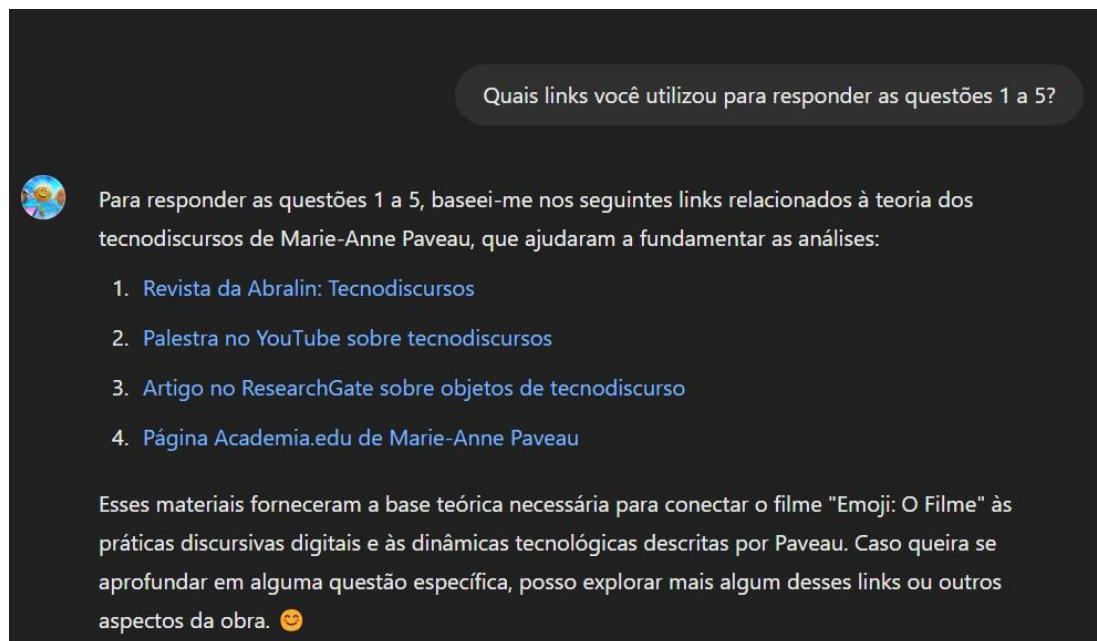 Quais links você utilizou para responder as questões 1 a 5?
Para responder as questões 1 a 5, baseei-me nos seguintes links relacionados à teoria dos
tecnodiscursos de Marie-Anne Paveau, que ajudaram a fundamentar as análises:
1. Revista da Abralin: Tecnodiscursos
2. Palestra no YouTube sobre tecnodiscursos
3. Artigo no ResearchGate sobre objetos de tecnodiscurso
4. Página Academia.edu de Marie-Anne Paveau
Esses materiais forneceram a base teórica necessária para conectar o filme "Emoji: O Filme" às
práticas discursivas digitais e às dinâmicas tecnológicas descritas por Paveau. Caso queira se
aprofundar em alguma questão específica, posso explorar mais algum desses links ou outros
aspectos da obra. 😊